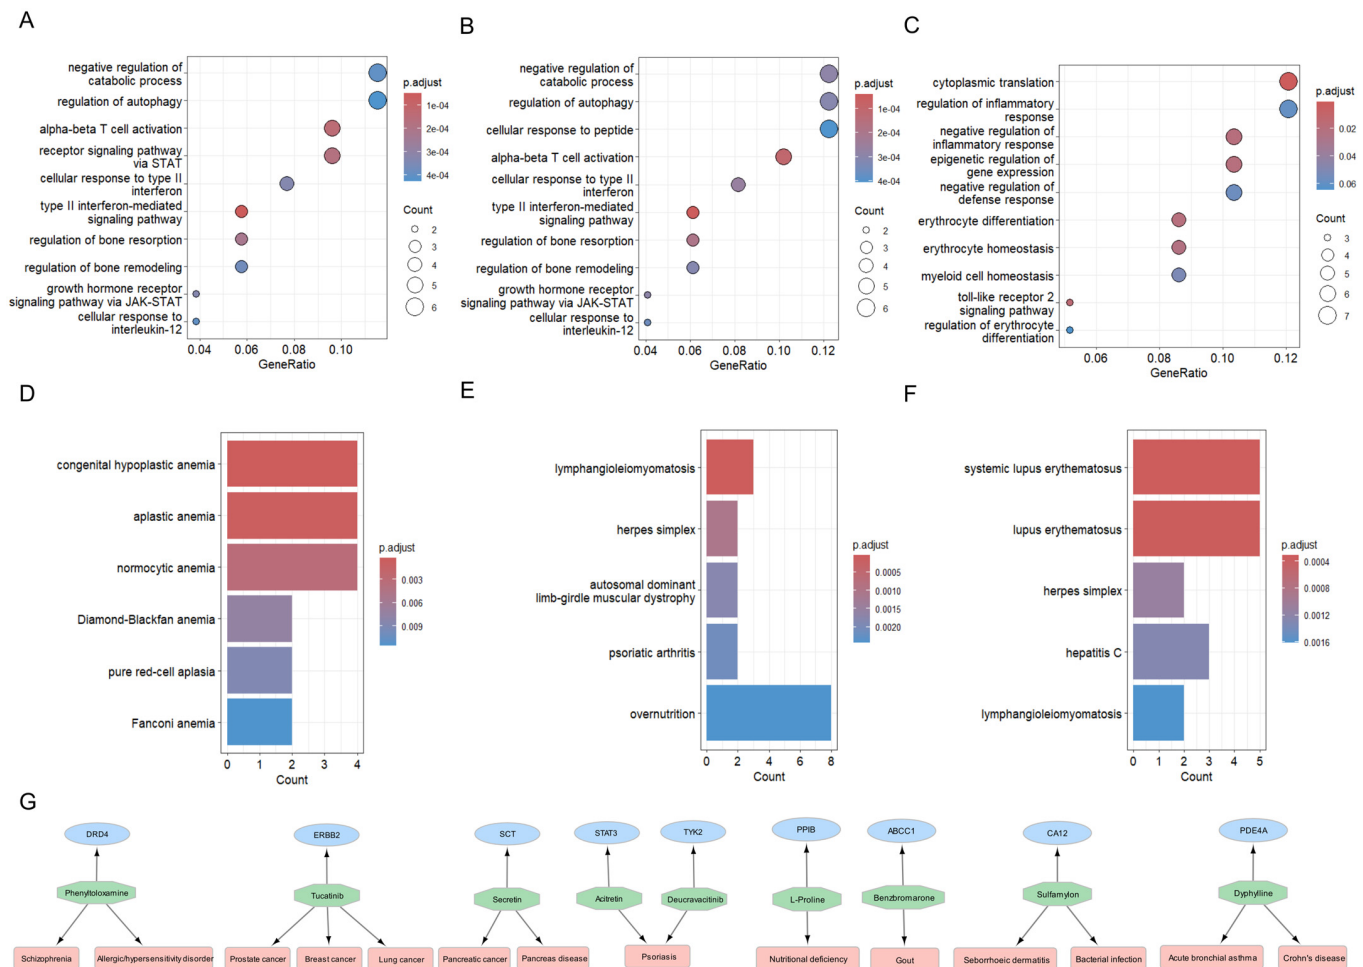 A
negative regulation of
catabolic process
regulation of autophagy
alpha-beta T cell activation
receptor signaling pathway
via STAT
cellular response to type II
interferon
type II interferon-mediated
signaling pathway
regulation of bone resorption
regulation of bone remodeling
growth hormone receptor
signaling pathway via JAK-STAT
cellular response to
interleukin-12
0.04 0.06 0.08 0.10
GeneRatio
p.adjust
1e-04
2e-04
3e-04
4e-04
Count
2
3
4
5
6
B
negative regulation of
catabolic process
regulation of autophagy
cellular response to peptide
alpha-beta T cell activation
cellular response to type II
interferon
type II interferon-mediated
signaling pathway
regulation of bone resorption
regulation of bone remodeling
growth hormone receptor
signaling pathway via JAK-STAT
cellular response to
interleukin-12
0.04 0.06 0.08 0.10 0.12
GeneRatio
p.adjust
1e-04
2e-04
3e-04
4e-04
Count
2
3
4
5
6
C
cytoplasmic translation
regulation of inflammatory
response
negative regulation of
inflammatory response
epigenetic regulation of
gene expression
negative regulation of
defense response
erythrocyte differentiation
erythrocyte homeostasis
myeloid cell homeostasis
toll-like receptor 2
signaling pathway
regulation of erythrocyte
differentiation
0.06 0.08 0.10 0.12
GeneRatio
p.adjust
0.02
0.04
0.06
Count
3
4
5
6
7
D
congenital hypoplastic anemia
aplastic anemia
normocytic anemia
Diamond-Blackfan anemia
pure red-cell aplasia
Fanconi anemia
0 1 2 3 4
Count
p.adjust
0.003
0.006
0.009
E
lymphangioleiomyomatosis
herpes simplex
autosomal dominant
limb-girdle muscular dystrophy
psoriatic arthritis
overnutrition
0 2 4 6 8
Count
p.adjust
0.0005
0.0010
0.0015
0.0020
F
systemic lupus erythematosus
lupus erythematosus
herpes simplex
hepatitis C
lymphangioleiomyomatosis
0 1 2 3 4 5
Count
p.adjust
0.0004
0.0008
0.0012
0.0016
G
DRD4 ERBB2 SCT STAT3 TYK2 PPIB ABCC1 CA12 PDE4A
Phenyltoloxamine Tucatinib Secretin Acitretin Deucravacitinib L-Proline Benzbromarone Sulfamylon Dyphylline
Schizophrenia Allergic/hypersensitivity disorder Prostate cancer Breast cancer Lung cancer Pancreatic cancer Pancreas disease Psoriasis Nutritional deficiency Gout Seborrhoeic dermatitis Bacterial infection Acute bronchial asthma Crohn's disease